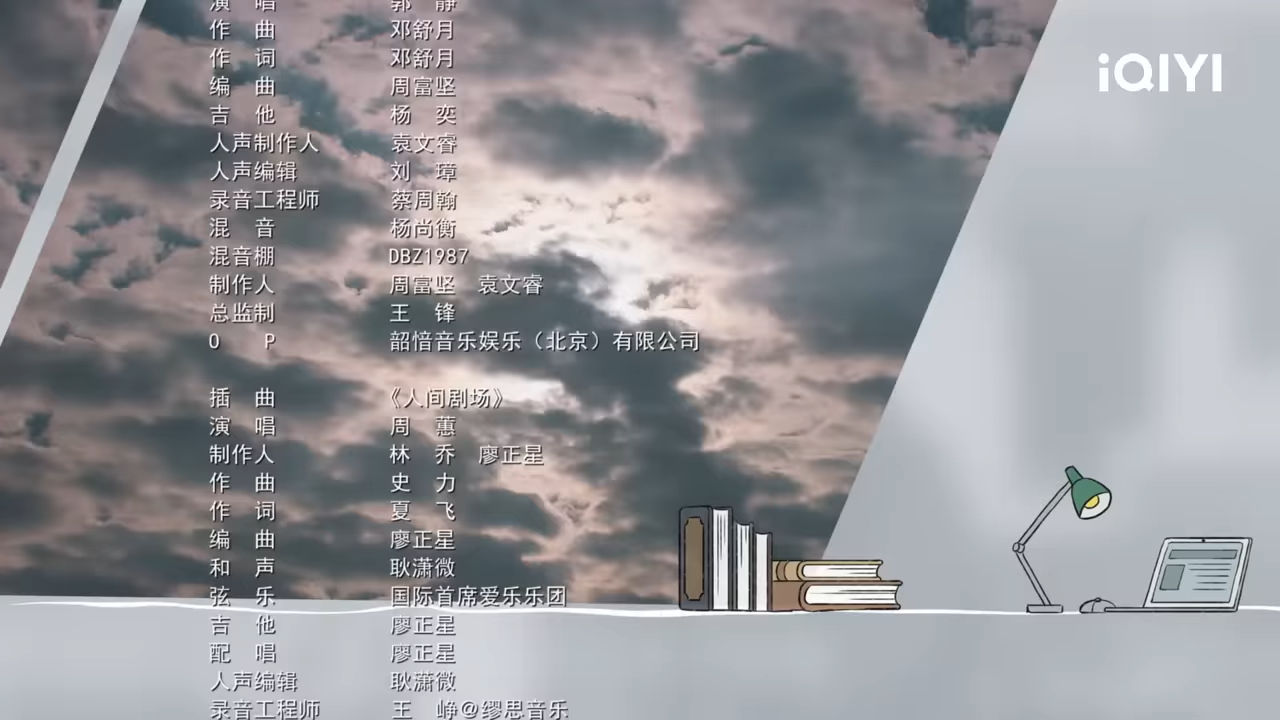 演 唱 郭 静
作 曲 邓舒月
iQIYI
作 词 邓舒月
编 曲 周富坚
吉 他 杨 奕
人声制作人 袁文睿
人声编辑 刘 璋
录音工程师 蔡周翰
混 音 杨尚衡
混音棚 DBZ1987
制作人 周富坚 袁文睿
总监制 王 锋
O P 韶愔音乐娱乐（北京）有限公司
插 曲 《人间剧场》
演 唱 周 蕙
制作人 林 乔 廖正星
作 曲 史 力
作 词 夏 飞
编 曲 廖正星
和 声 耿潇微
弦 乐 国际首席爱乐乐团
吉 他 廖正星
配 唱 廖正星
人声编辑 耿潇微
录音工程师 王 峥@缪思音乐